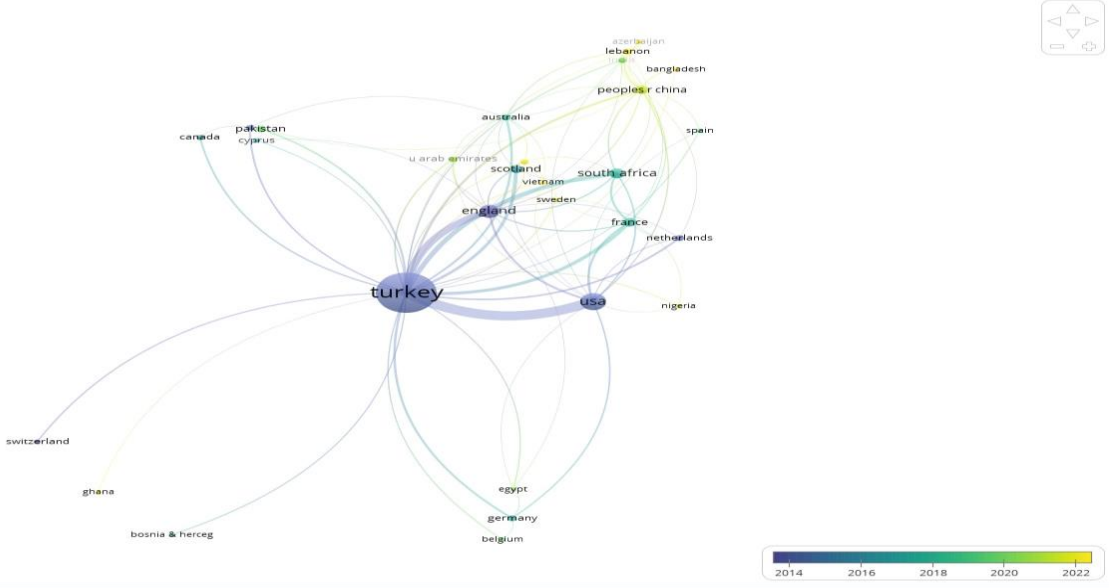 azerbaijan
lebanon
bangladesh
peoples r china
australia
spain
pakistan
canada
cyprus
u arab emirates
scotland
south africa
vietnam
sweden
england
france
netherlands
turkey
usa
nigeria
switzerland
ghana
egypt
germany
bosnia & herceg
belgium
2014 2016 2018 2020 2022